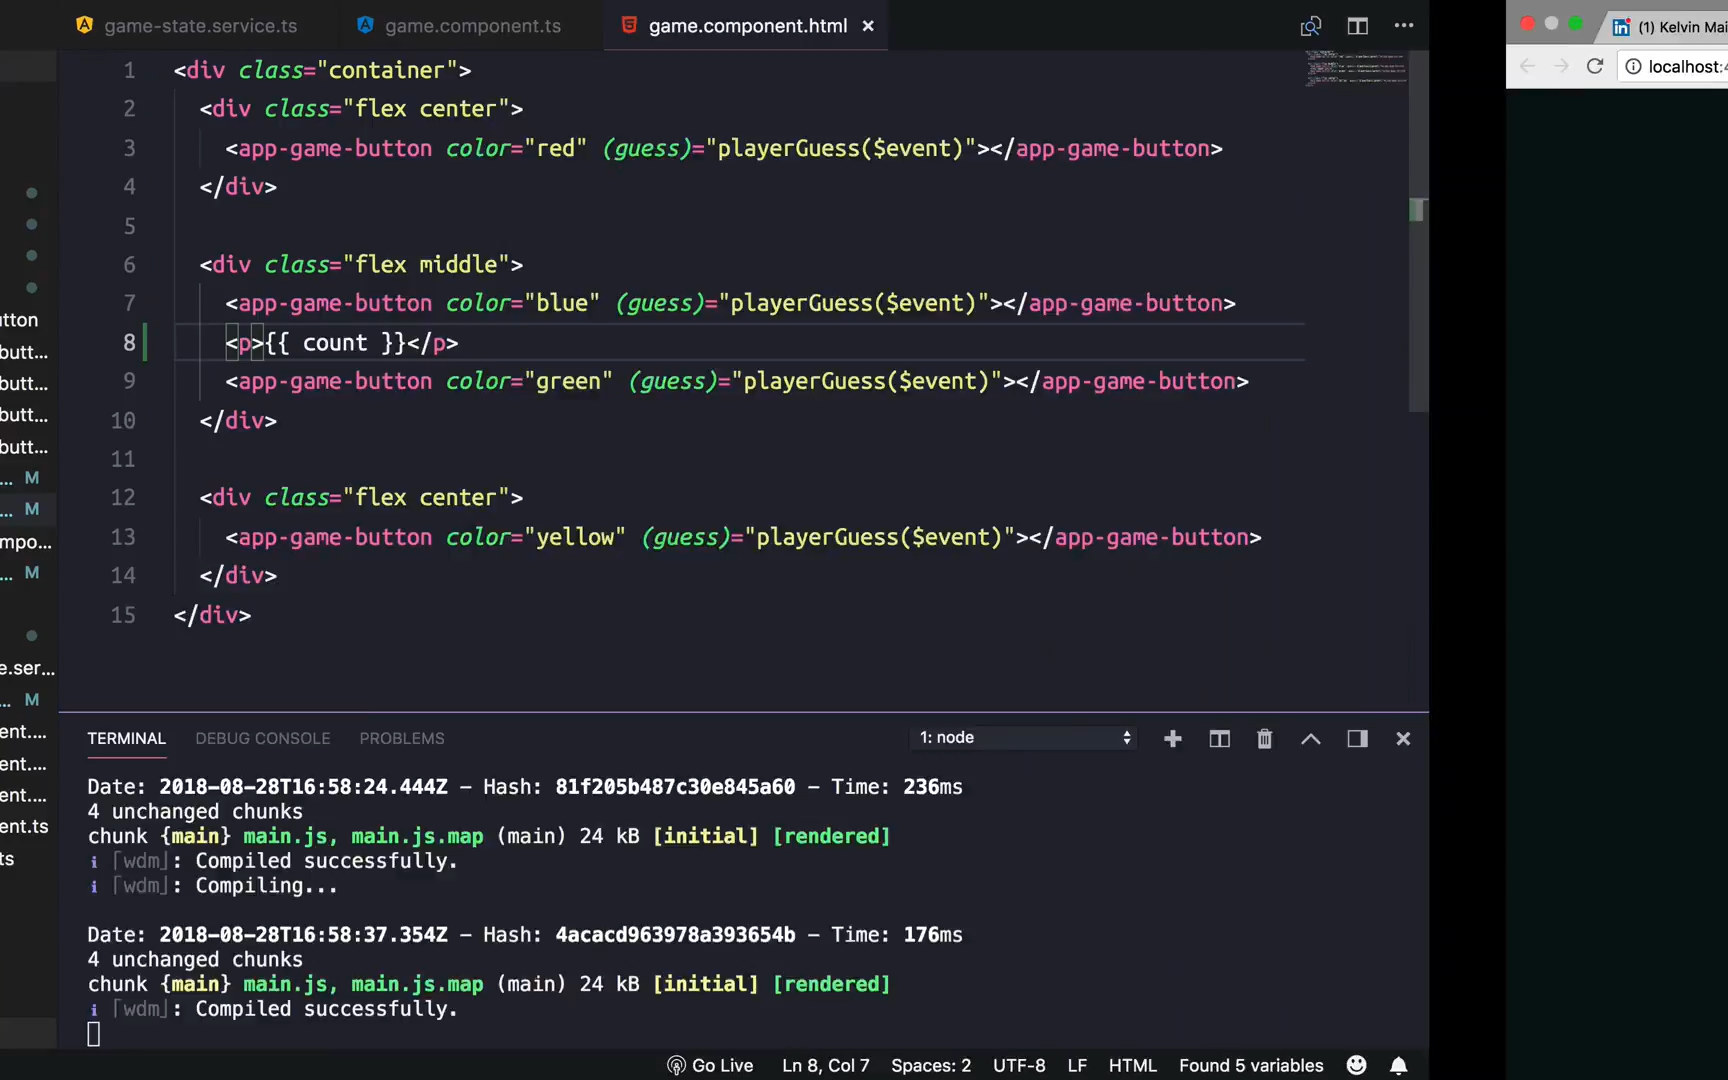 game-state.service.ts
game.component.ts
game.component.html
(1) Kelvin Mai
localhost:4
1 <div class="container">
2 <div class="flex center">
3 <app-game-button color="red" (guess)="playerGuess($event)"></app-game-button>
4 </div>
5
6 <div class="flex middle">
7 <app-game-button color="blue" (guess)="playerGuess($event)"></app-game-button>
8 <p>{{ count }}</p>
9 <app-game-button color="green" (guess)="playerGuess($event)"></app-game-button>
10 </div>
11
12 <div class="flex center">
13 <app-game-button color="yellow" (guess)="playerGuess($event)"></app-game-button>
14 </div>
15 </div>
utton
butt...
butt...
butt...
butt...
... M
... M
mpo...
... M
e.ser...
.. M
ent....
ent....
ent....
ent.ts
ts
TERMINAL DEBUG CONSOLE PROBLEMS 1: node
Date: 2018-08-28T16:58:24.444Z - Hash: 81f205b487c30e845a60 - Time: 236ms
4 unchanged chunks
chunk {main} main.js, main.js.map (main) 24 kB [initial] [rendered]
i ｢wdm｣: Compiled successfully.
i ｢wdm｣: Compiling...
Date: 2018-08-28T16:58:37.354Z - Hash: 4acacd963978a393654b - Time: 176ms
4 unchanged chunks
chunk {main} main.js, main.js.map (main) 24 kB [initial] [rendered]
i ｢wdm｣: Compiled successfully.
Go Live Ln 8, Col 7 Spaces: 2 UTF-8 LF HTML Found 5 variables